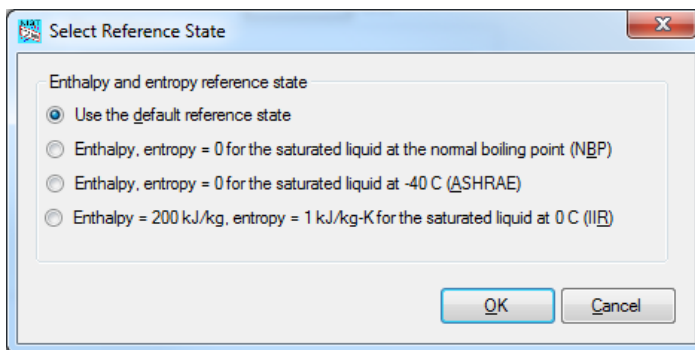 Select Reference State
Enthalpy and entropy reference state
Use the default reference state
Enthalpy, entropy = 0 for the saturated liquid at the normal boiling point (NBP)
Enthalpy, entropy = 0 for the saturated liquid at -40 C (ASHRAE)
Enthalpy = 200 kJ/kg, entropy = 1 kJ/kg-K for the saturated liquid at 0 C (IIR)
OK Cancel